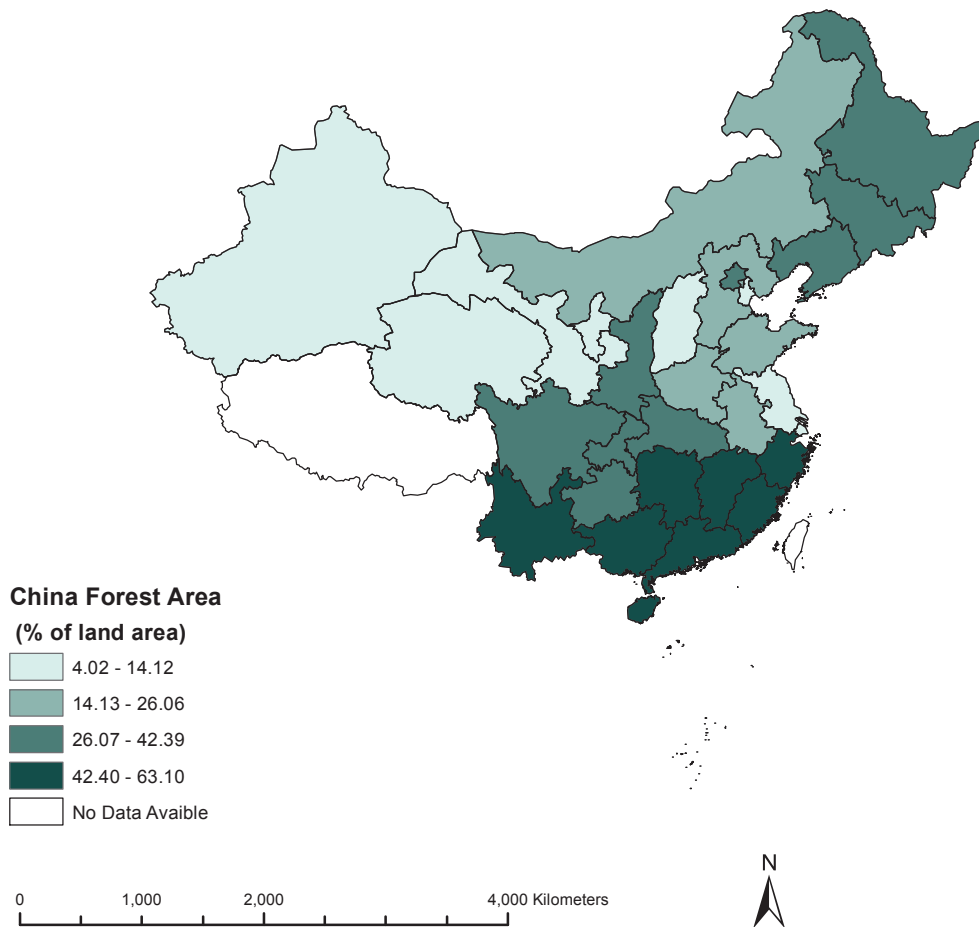 China Forest Area
(% of land area)
4.02 - 14.12
14.13 - 26.06
26.07 - 42.39
42.40 - 63.10
No Data Avaible
0 1,000 2,000 4,000 Kilometers
N